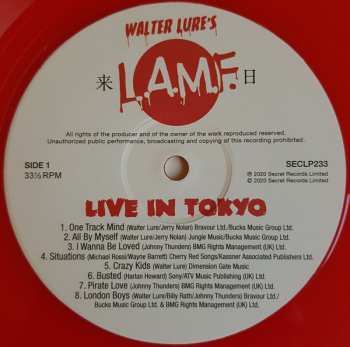 WALTER LURE'S
来 L.A.M.F. 日
All rights of the producer and of the owner of the work reproduced reserved.
Unauthorized public performance, broadcasting and copying of this recording prohibited.
SIDE 1
33⅓ RPM
SECLP233
℗ 2020 Secret Records Limited
© 2020 Secret Records Limited
LIVE IN TOKYO
1. One Track Mind (Walter Lure/Jerry Nolan) Bravour Ltd./Bucks Music Group Ltd.
2. All By Myself (Walter Lure/Jerry Nolan) Jungle Music/Bucks Music Group Ltd.
3. I Wanna Be Loved (Johnny Thunders) BMG Rights Management (UK) Ltd.
4. Situations (Michael Rossi/Wayne Barrett) Cherry Red Songs/Kassner Associated Publishers Ltd.
5. Crazy Kids (Walter Lure) Dimension Gate Music
6. Busted (Harlan Howard) Sony/ATV Music Publishing (UK) Ltd.
7. Pirate Love (Johnny Thunders) BMG Rights Management (UK) Ltd.
8. London Boys (Walter Lure/Billy Rath/Johnny Thunders) Bravour Ltd./
Bucks Music Group Ltd. & BMG Rights Management (UK) Ltd.